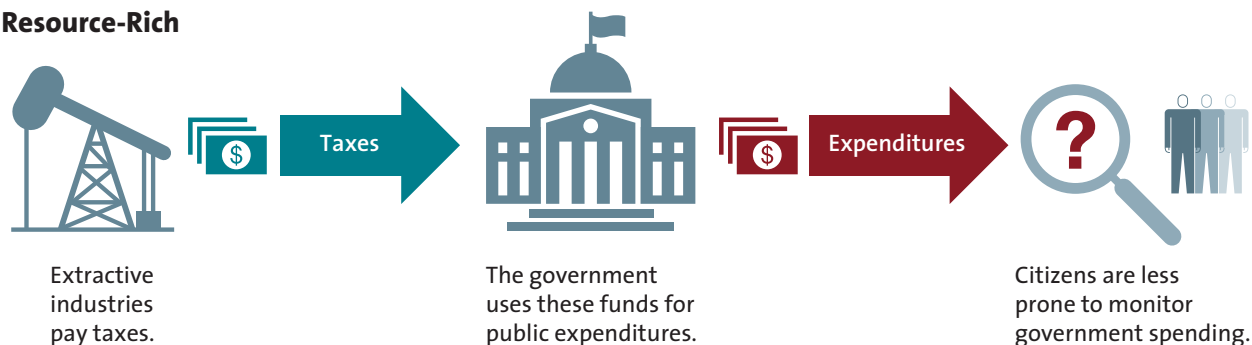 Resource-Rich
$
Taxes
$
Expenditures
?
Extractive
industries
pay taxes.
The government
uses these funds for
public expenditures.
Citizens are less
prone to monitor
government spending.